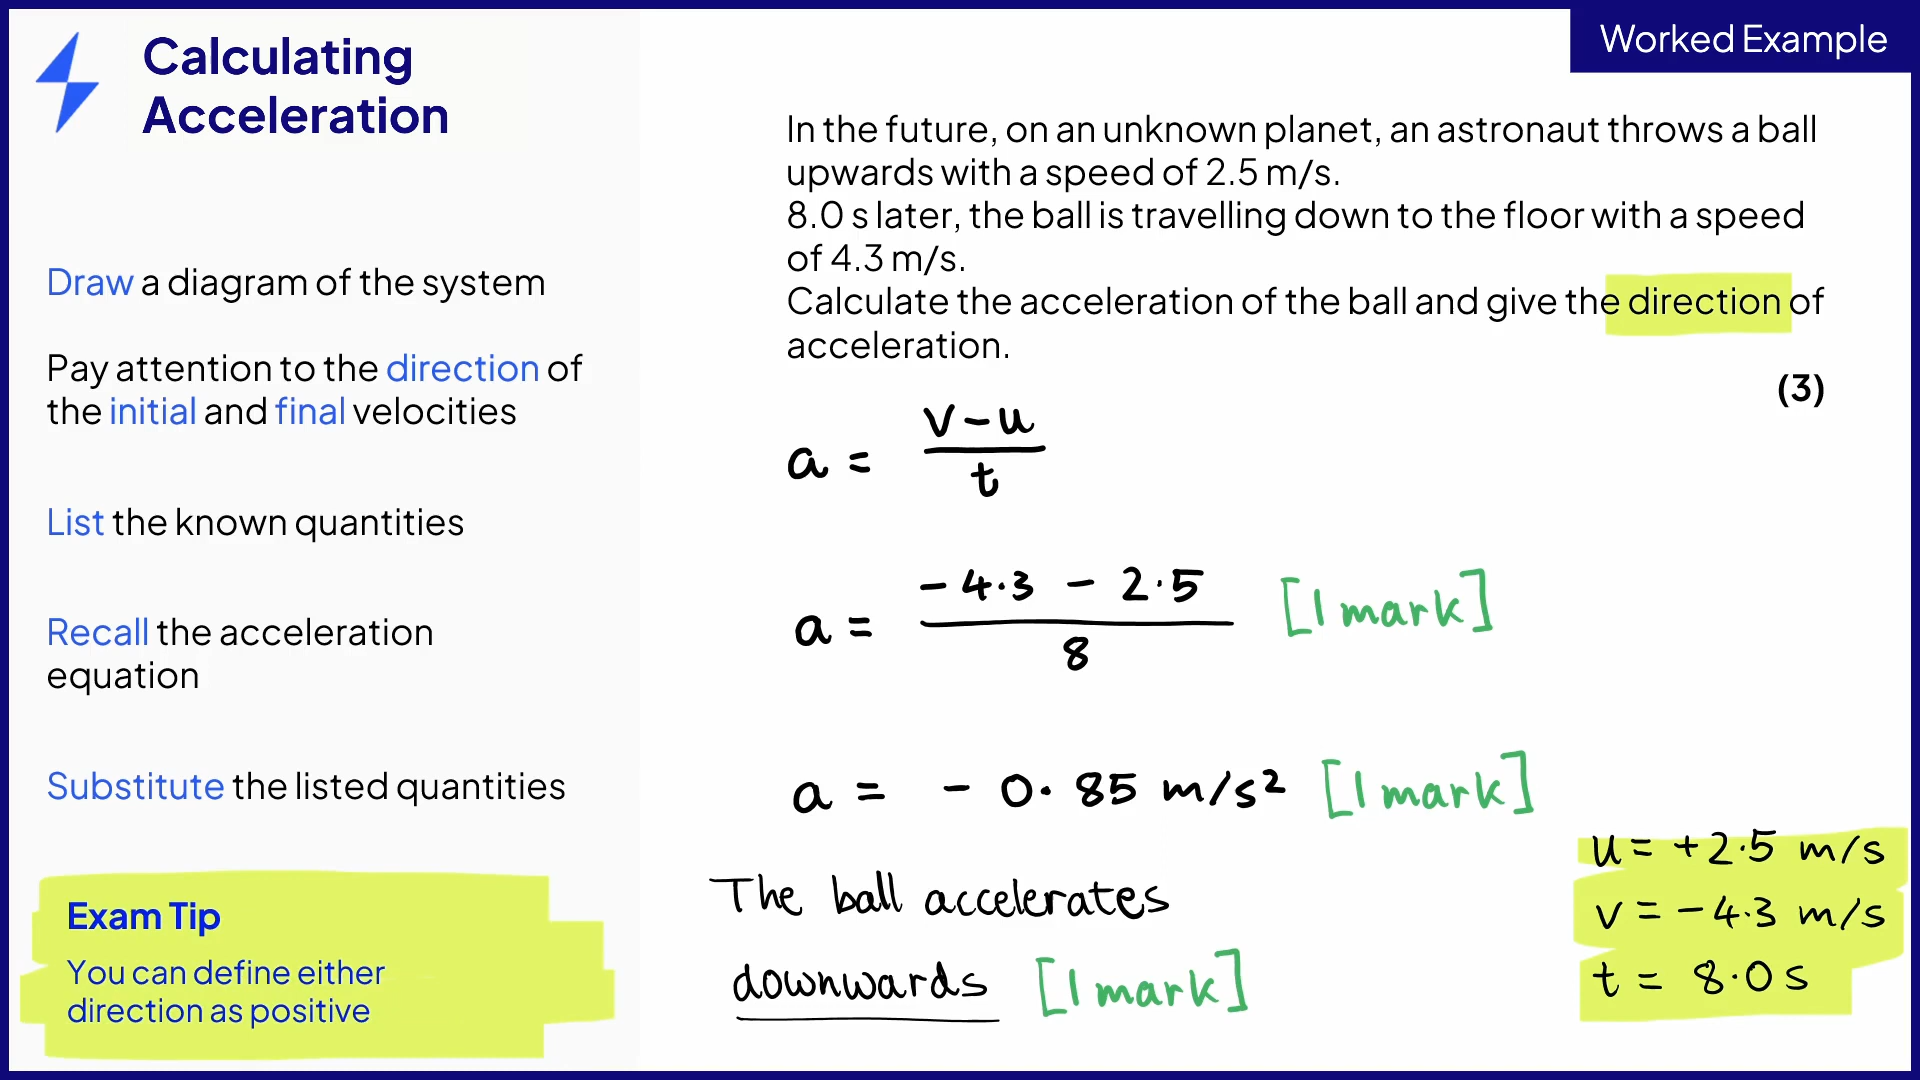 Calculating
Acceleration
Worked Example
Draw a diagram of the system
Pay attention to the direction of
the initial and final velocities
List the known quantities
Recall the acceleration
equation
Substitute the listed quantities
Exam Tip
You can define either
direction as positive
In the future, on an unknown planet, an astronaut throws a ball
upwards with a speed of 2.5 m/s.
8.0 s later, the ball is travelling down to the floor with a speed
of 4.3 m/s.
Calculate the acceleration of the ball and give the direction of
acceleration.
(3)
a = (v - u) / t
a = (-4.3 - 2.5) / 8 [1 mark]
a = - 0.85 m/s² [1 mark]
The ball accelerates
downwards [1 mark]
u = +2.5 m/s
v = -4.3 m/s
t = 8.0 s